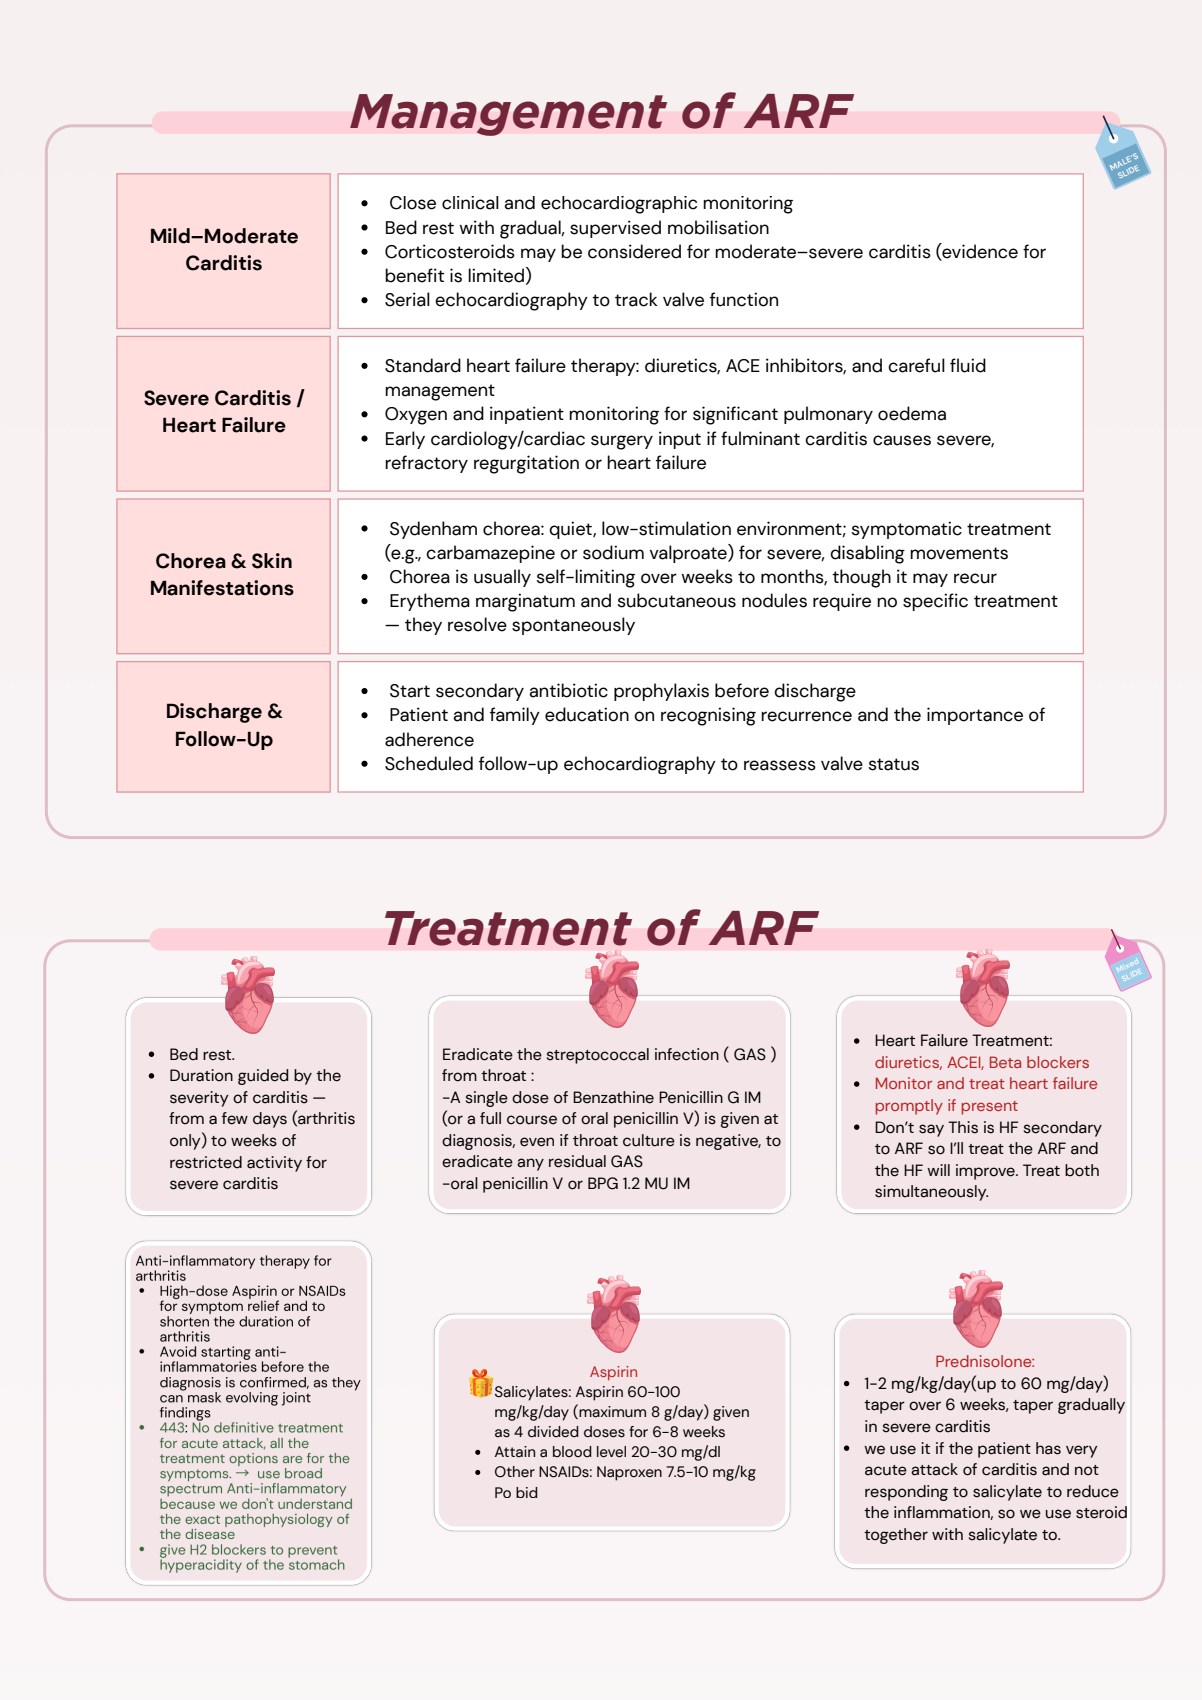 Management of ARF
MALE'S
SLIDE
Mild–Moderate
Carditis
• Close clinical and echocardiographic monitoring
• Bed rest with gradual, supervised mobilisation
• Corticosteroids may be considered for moderate–severe carditis (evidence for
benefit is limited)
• Serial echocardiography to track valve function
Severe Carditis /
Heart Failure
• Standard heart failure therapy: diuretics, ACE inhibitors, and careful fluid
management
• Oxygen and inpatient monitoring for significant pulmonary oedema
• Early cardiology/cardiac surgery input if fulminant carditis causes severe,
refractory regurgitation or heart failure
Chorea & Skin
Manifestations
• Sydenham chorea: quiet, low-stimulation environment; symptomatic treatment
(e.g., carbamazepine or sodium valproate) for severe, disabling movements
• Chorea is usually self-limiting over weeks to months, though it may recur
• Erythema marginatum and subcutaneous nodules require no specific treatment
— they resolve spontaneously
Discharge &
Follow-Up
• Start secondary antibiotic prophylaxis before discharge
• Patient and family education on recognising recurrence and the importance of
adherence
• Scheduled follow-up echocardiography to reassess valve status
Treatment of ARF
Mixed
SLIDE
• Bed rest.
• Duration guided by the
severity of carditis —
from a few days (arthritis
only) to weeks of
restricted activity for
severe carditis
Eradicate the streptococcal infection ( GAS )
from throat :
-A single dose of Benzathine Penicillin G IM
(or a full course of oral penicillin V) is given at
diagnosis, even if throat culture is negative, to
eradicate any residual GAS
-oral penicillin V or BPG 1.2 MU IM
• Heart Failure Treatment:
diuretics, ACEI, Beta blockers
• Monitor and treat heart failure
promptly if present
• Don't say This is HF secondary
to ARF so I'll treat the ARF and
the HF will improve. Treat both
simultaneously.
Anti-inflammatory therapy for
arthritis
• High-dose Aspirin or NSAIDs
for symptom relief and to
shorten the duration of
arthritis
• Avoid starting anti-
inflammatories before the
diagnosis is confirmed, as they
can mask evolving joint
findings
• 443: No definitive treatment
for acute attack, all the
treatment options are for the
symptoms. → use broad
spectrum Anti-inflammatory
because we don't understand
the exact pathophysiology of
the disease
• give H2 blockers to prevent
hyperacidity of the stomach
Aspirin
Salicylates: Aspirin 60-100
mg/kg/day (maximum 8 g/day) given
as 4 divided doses for 6-8 weeks
• Attain a blood level 20-30 mg/dl
• Other NSAIDs: Naproxen 7.5-10 mg/kg
Po bid
Prednisolone:
• 1-2 mg/kg/day(up to 60 mg/day)
taper over 6 weeks, taper gradually
in severe carditis
• we use it if the patient has very
acute attack of carditis and not
responding to salicylate to reduce
the inflammation, so we use steroid
together with salicylate to.